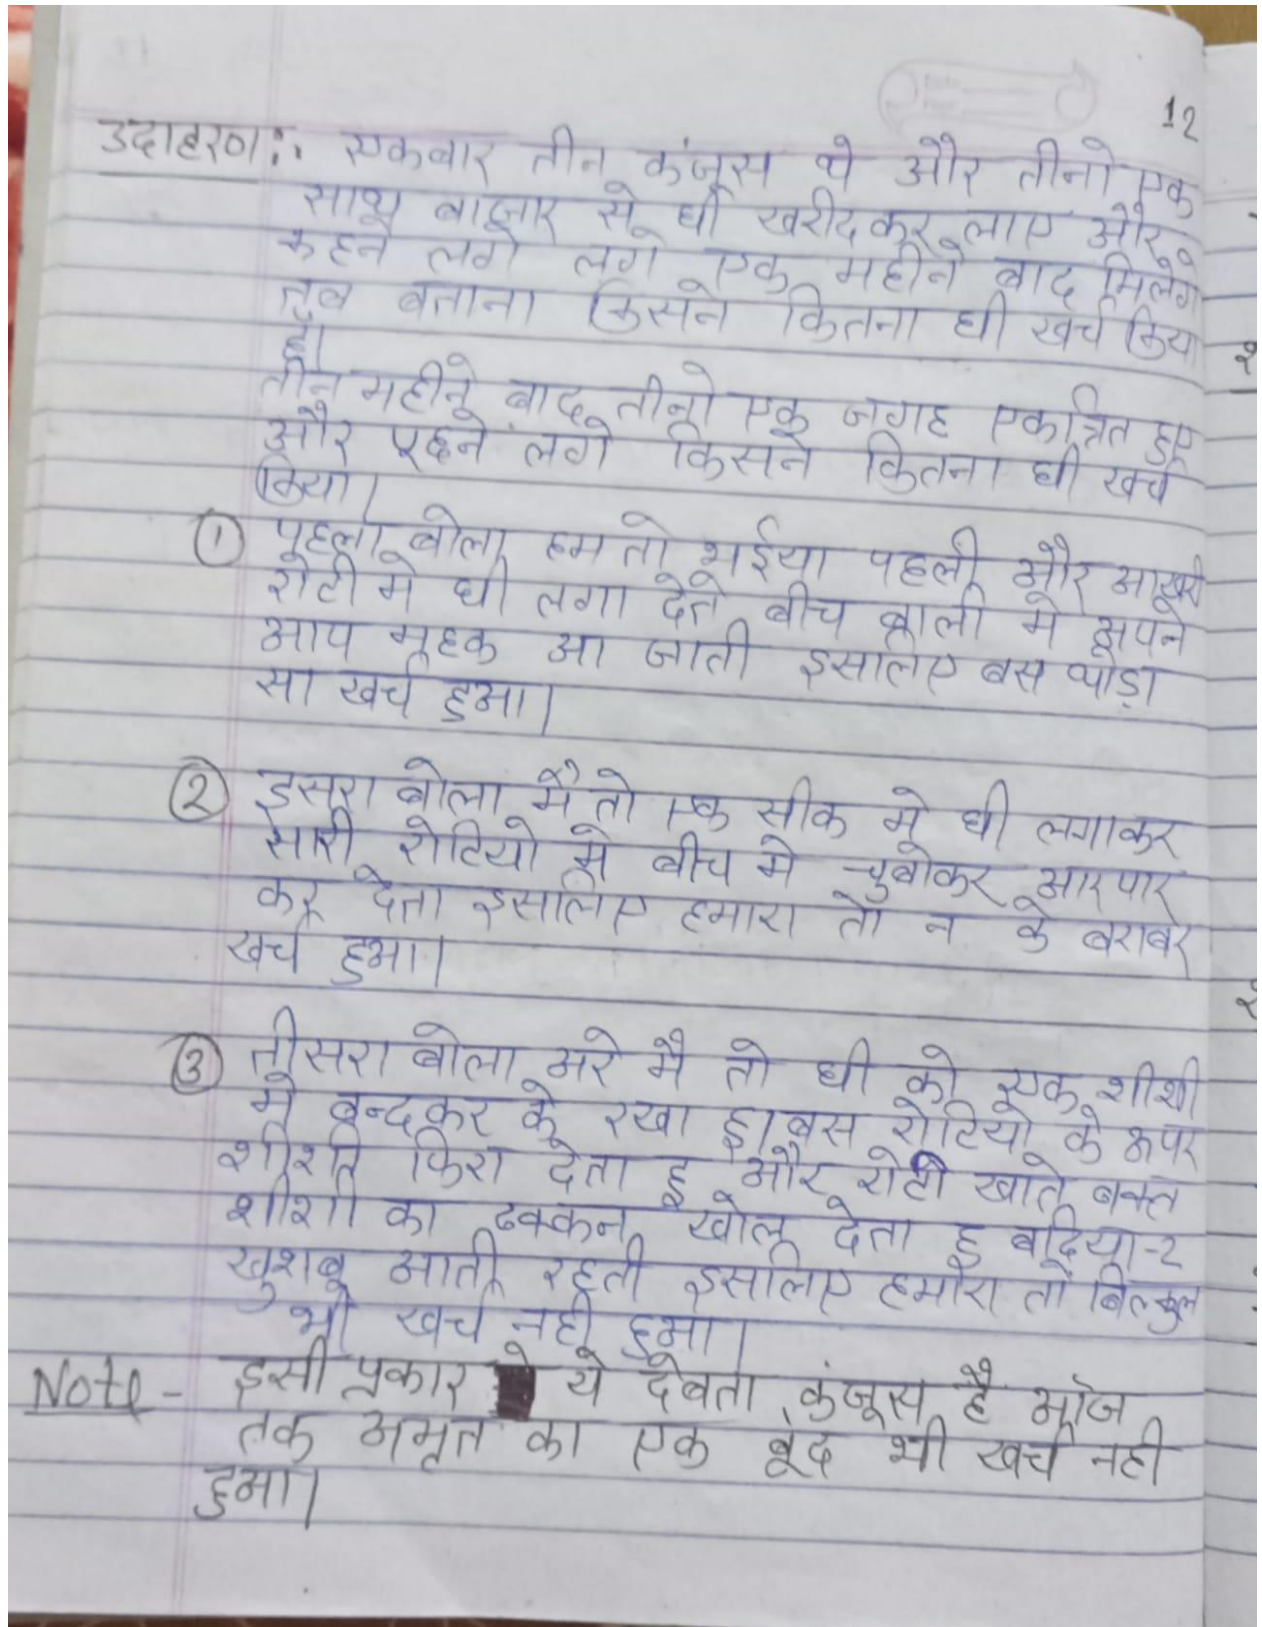 12
उदाहरण:. एकबार तीन कंजूस थे और तीनो एक
साथ बाजार से घी खरीदकर लाए और
कहने लगे लगे एक महीने बाद मिलेगे
तब बताना किसने कितना घी खर्च किया
है।
तीन महीने बाद तीनो एक जगह एकत्रित हुए
और पूछने लगे किसने कितना घी खर्च
किया।
① पहला बोला हम तो भईया पहली और आखरी
रोटी मे घी लगा देते बीच बाली मे अपने
आप महक आ जाती इसलिए बस थोड़ा
सा खर्च हुआ।
② दूसरा बोला मै तो एक सीक मे घी लगाकर
सारी रोटियो मे बीच मे चुबोकर आरपार
कर देता इसलिए हमारा तो न के बराबर
खर्च हुआ।
③ तीसरा बोला अरे मै तो घी को एक शीशी
मे बन्दकर के रखा हू। बस रोटियो के ऊपर
शीशी फिरा देता हू और रोटी खाते बक्त
शीशी का ढक्कन खोल देता हू बढ़िया-2
खुशबू आती रहती इसलिए हमारा तो बिल्कुल
भी खर्च नही हुआ।
Note - इसी प्रकार ये देबता कंजूस है आज
तक अमृत का एक बूंद भी खर्च नही
हुआ।